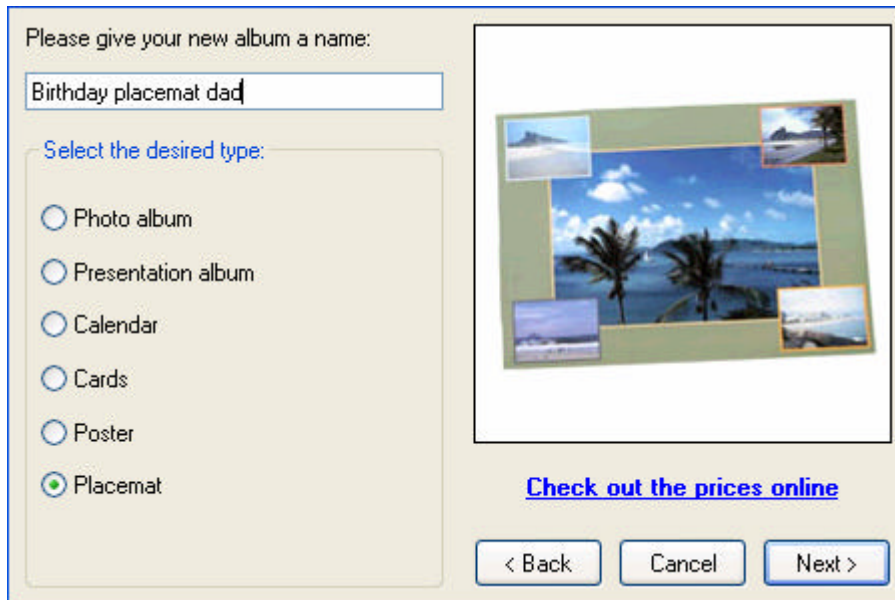 Please give your new album a name:
Birthday placemat dad
Select the desired type:
Photo album
Presentation album
Calendar
Cards
Poster
Placemat
Check out the prices online
< Back
Cancel
Next >